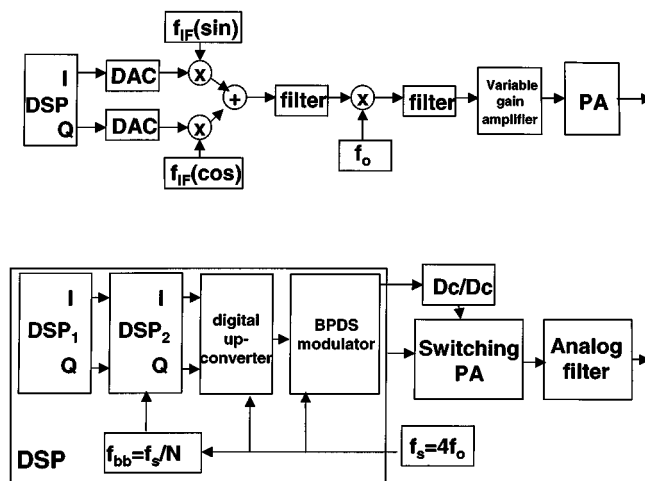 f_IF(sin)
I
DSP
Q
DAC
DAC
X
X
+
filter
X
f_o
filter
Variable
gain
amplifier
PA
f_IF(cos)
I
DSP_1
Q
I
DSP_2
Q
digital
up-
converter
BPDS
modulator
Dc/Dc
Switching
PA
Analog
filter
DSP
f_bb=f_s/N
f_s=4f_o